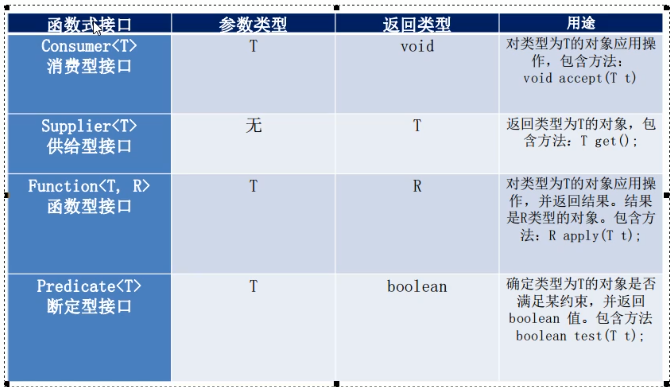 函数式接口 参数类型 返回类型 用途
Consumer<T>
消费型接口
T
void
对类型为T的对象应用操
作，包含方法：
void accept(T t)
Supplier<T>
供给型接口
无
T
返回类型为T的对象，包
含方法：T get();
Function<T, R>
函数型接口
T
R
对类型为T的对象应用操
作，并返回结果。结果
是R类型的对象。包含方
法：R apply(T t);
Predicate<T>
断定型接口
T
boolean
确定类型为T的对象是否
满足某约束，并返回
boolean 值。包含方法
boolean test(T t);